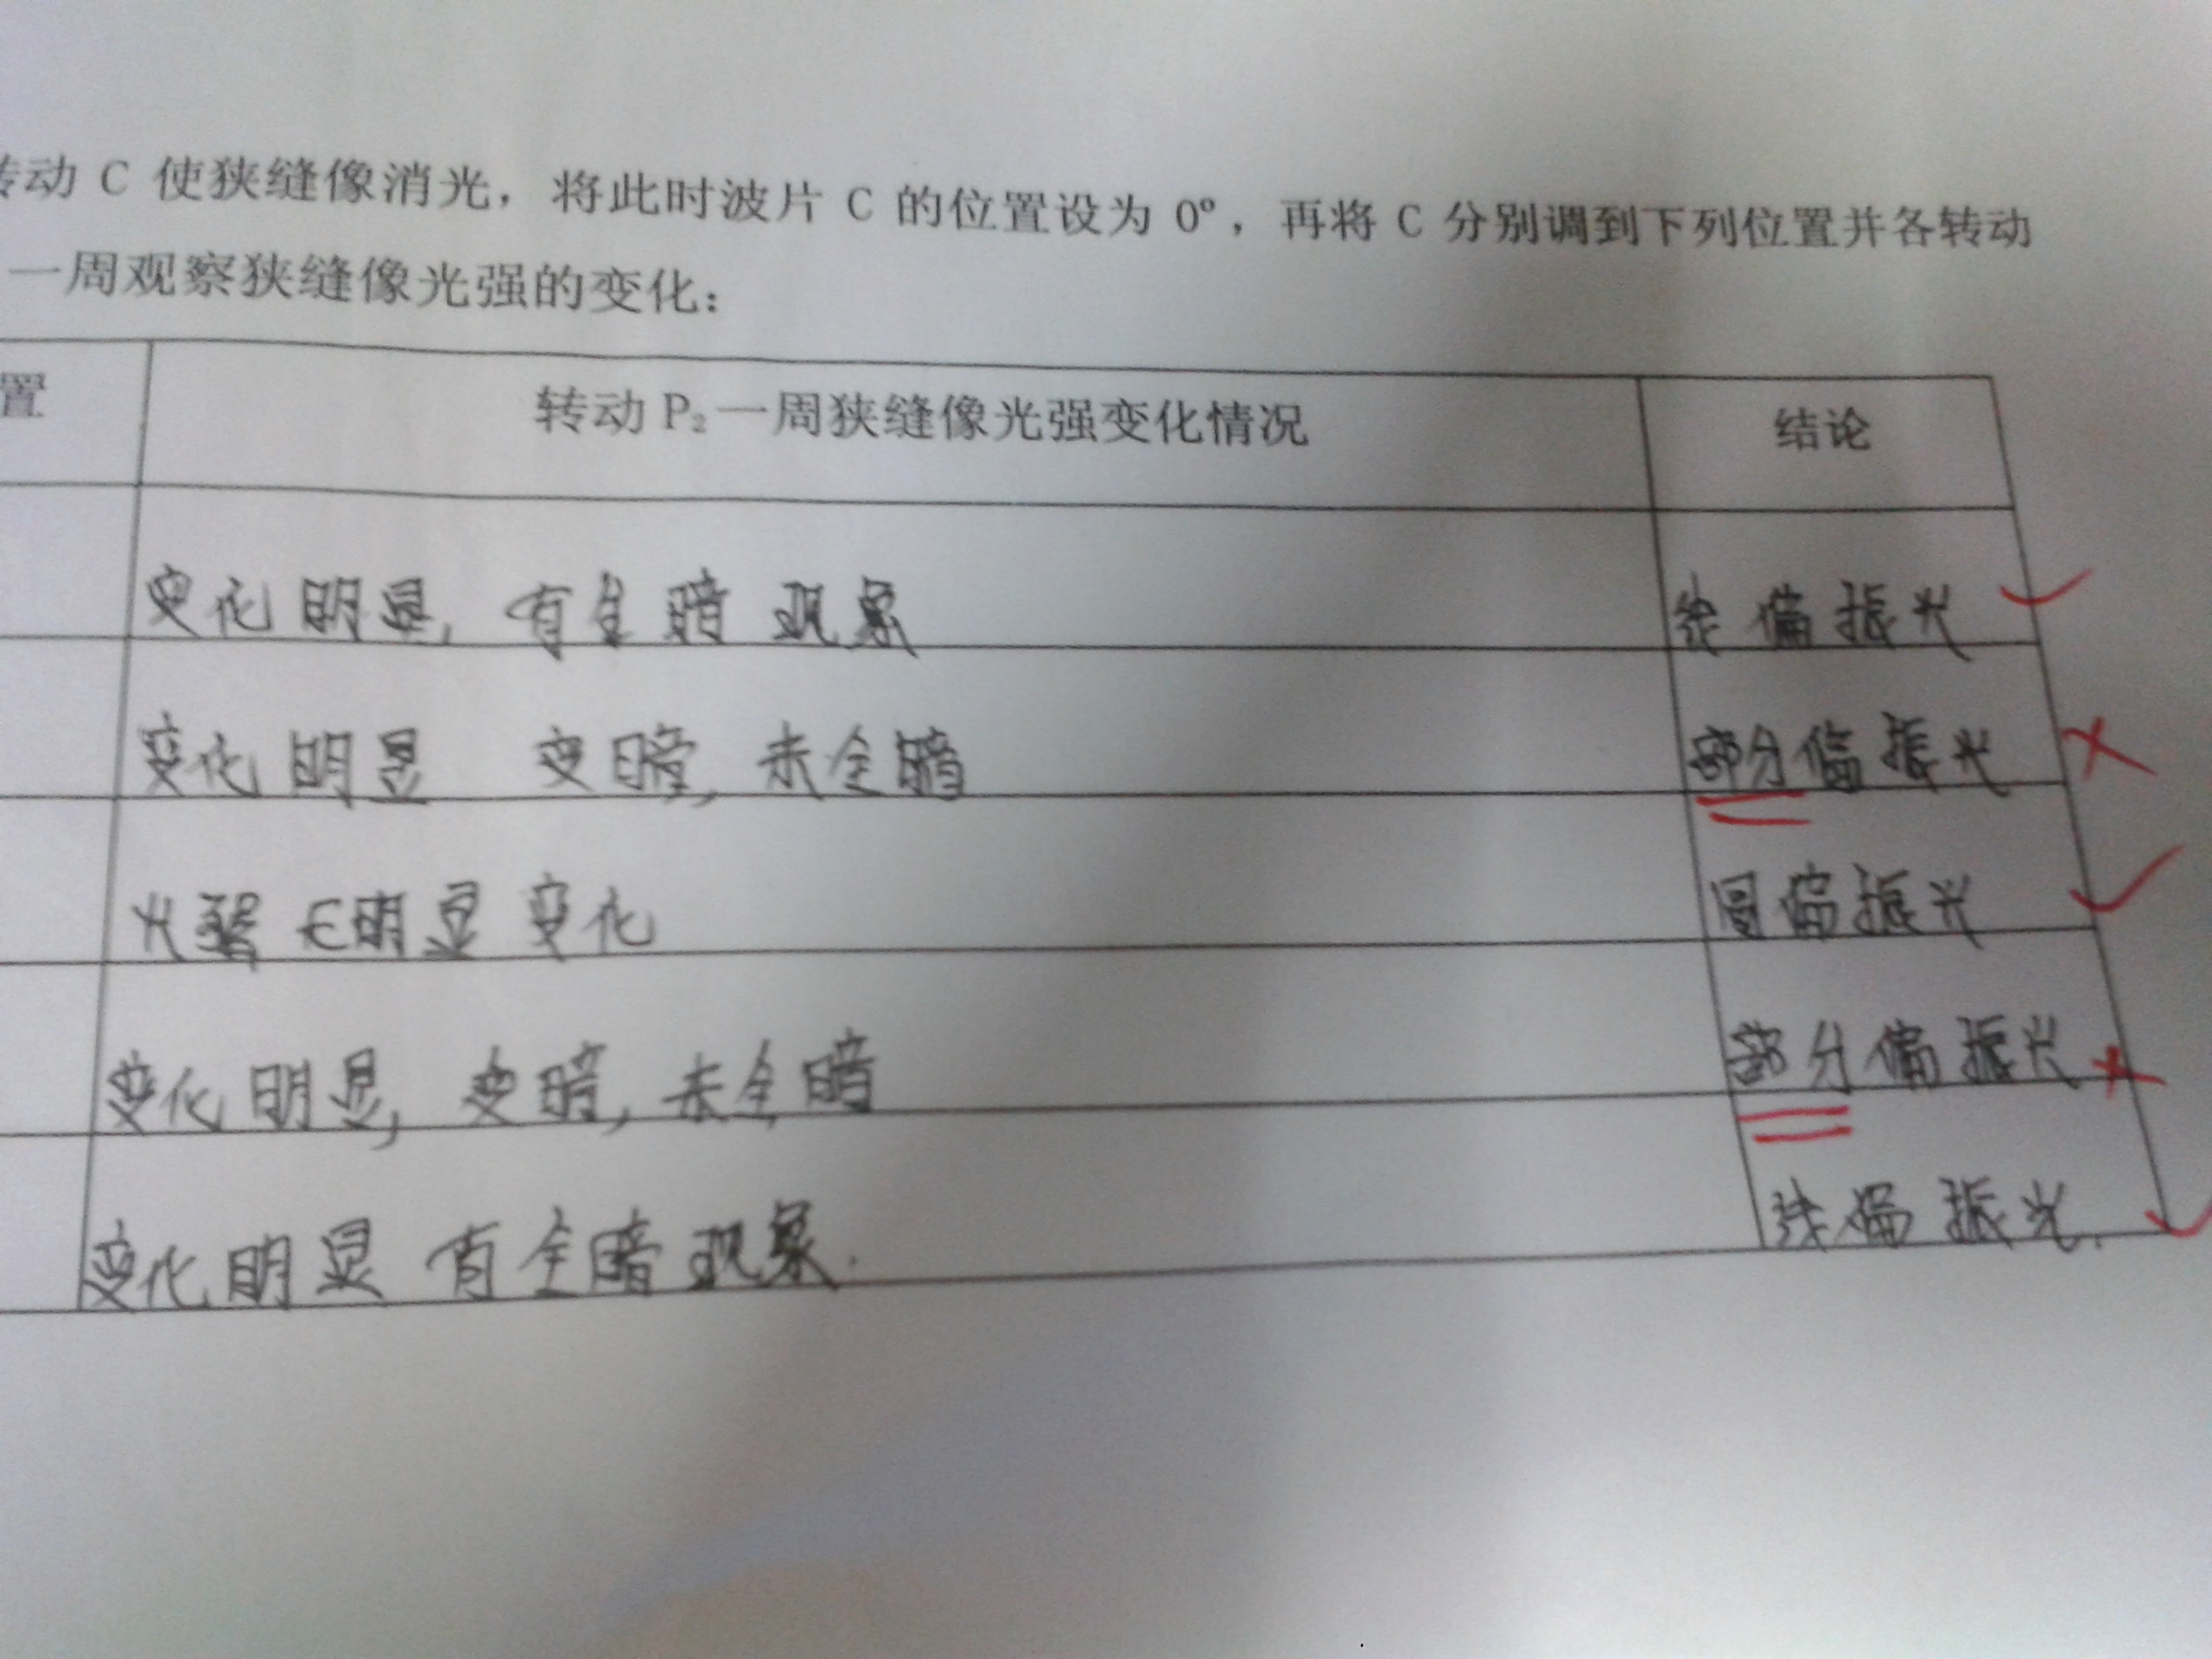 转动 C 使狭缝像消光，将此时波片 C 的位置设为 0°，再将 C 分别调到下列位置并各转动
一周观察狭缝像光强的变化：
置 转动 P₂ 一周狭缝像光强变化情况 结论
变化明显，有全暗现象 线偏振光
变化明显 变暗，未全暗 部分偏振光
光强无明显变化 圆偏振光
变化明显，变暗，未全暗 部分偏振光
变化明显 有全暗现象. 线偏振光.